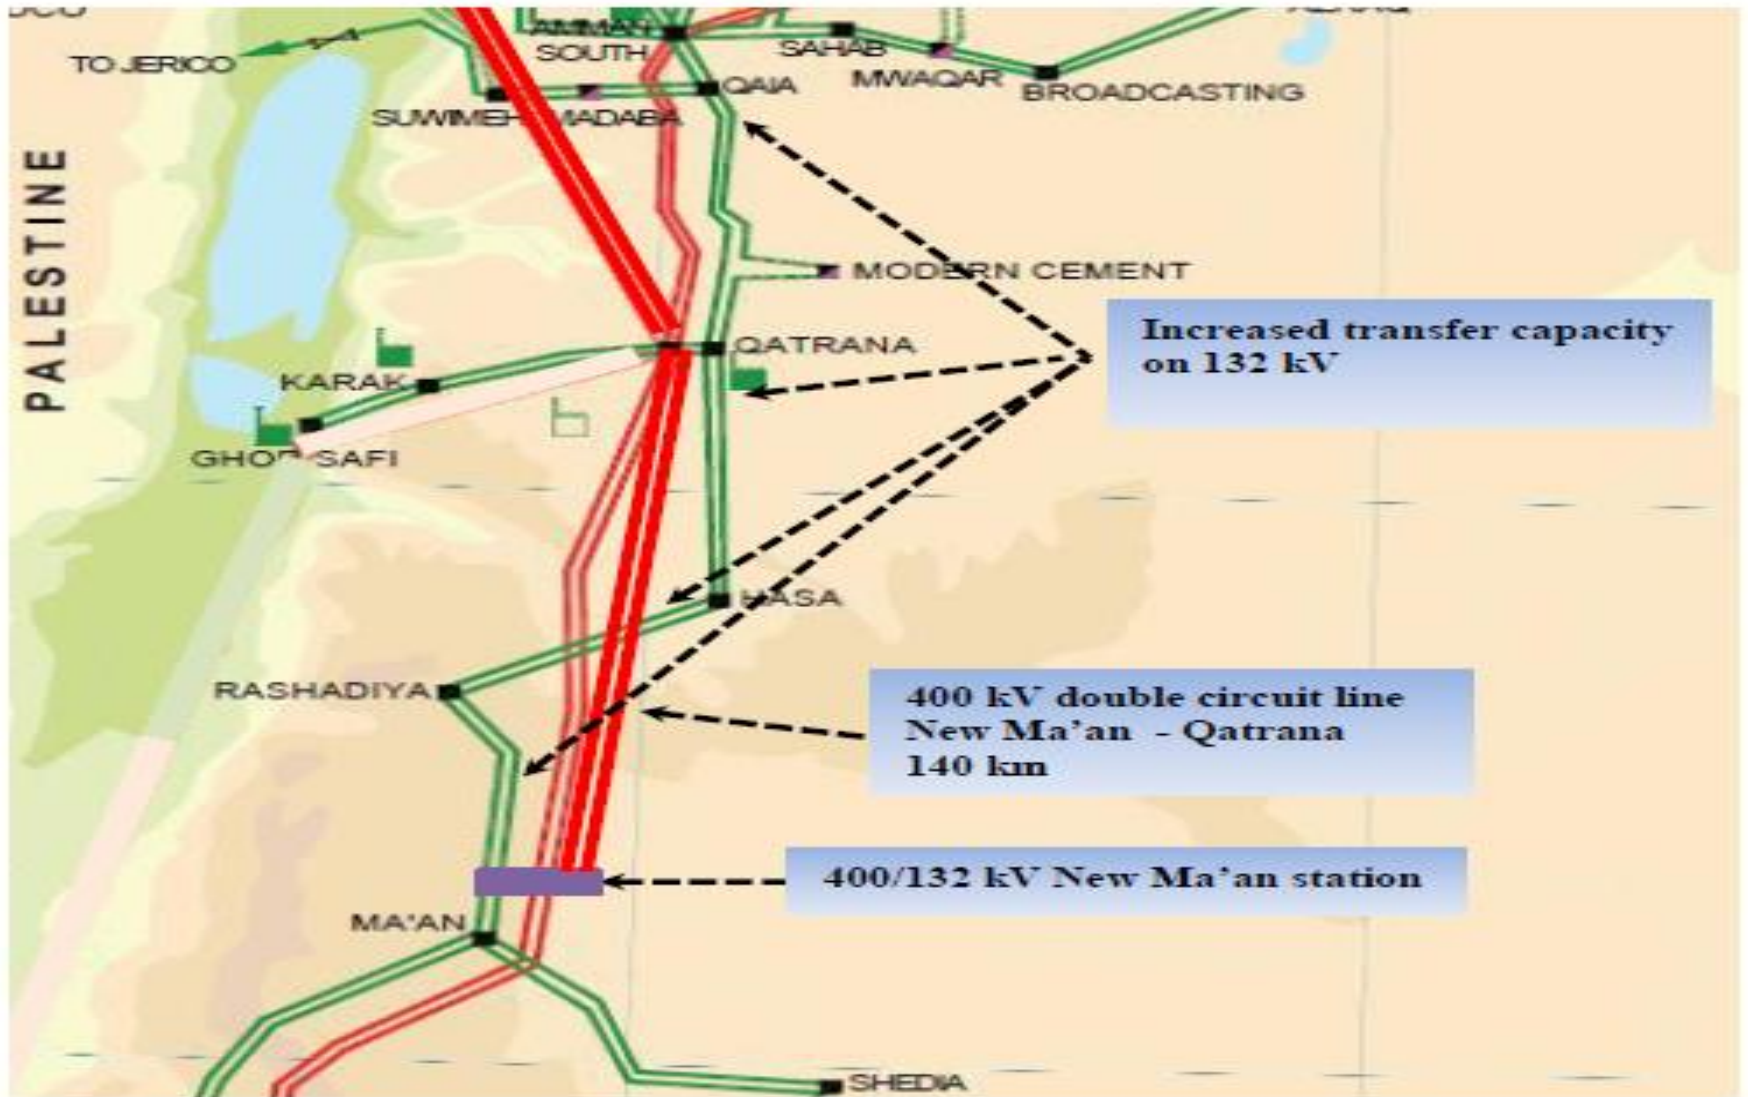 TO JERICO
AMMAN
SOUTH
SAHAB
MWAQAR
BROADCASTING
QAIA
SUWIMEH
MADABA
PALESTINE
MODERN CEMENT
Increased transfer capacity
on 132 kV
QATRANA
KARAK
GHOR SAFI
HASA
RASHADIYA
400 kV double circuit line
New Ma’an - Qatrana
140 km
400/132 kV New Ma’an station
MA'AN
SHEDIA